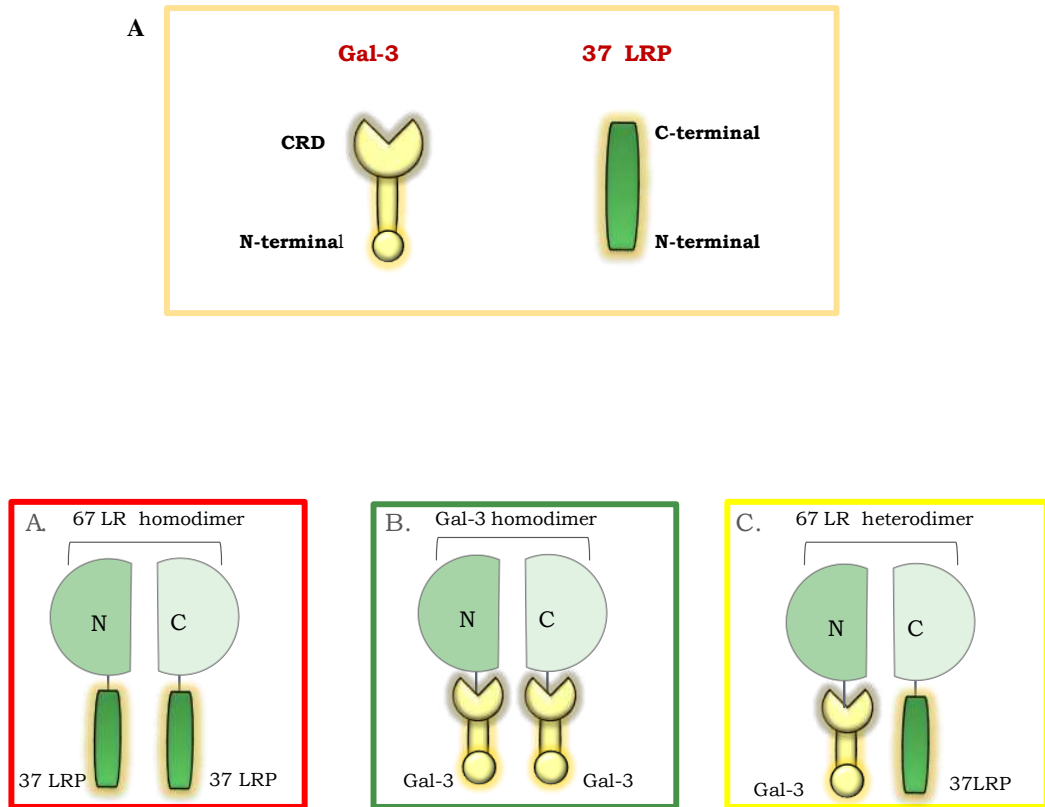 A
Gal-3 37 LRP
CRD C-terminal
N-terminal N-terminal
A. 67 LR homodimer
N C
37 LRP 37 LRP
B. Gal-3 homodimer
N C
Gal-3 Gal-3
C. 67 LR heterodimer
N C
Gal-3 37LRP